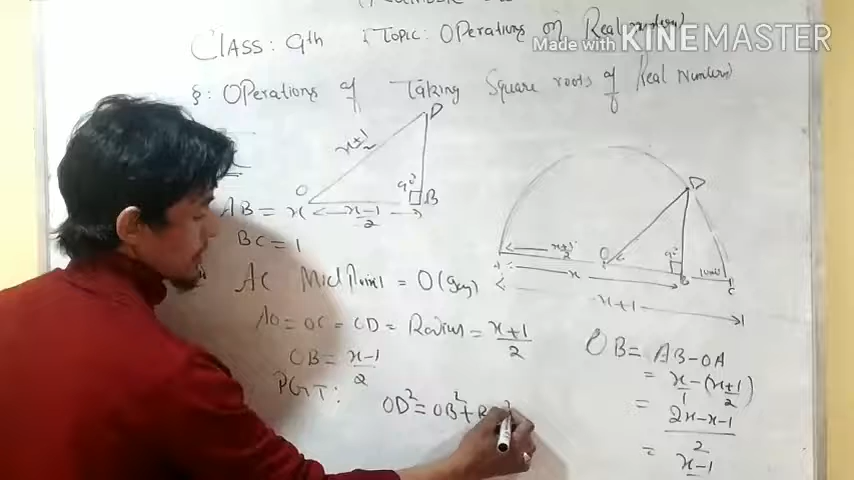 CLASS: 9th (Topic: Operations on Real numbers)
Made with KINEMASTER
§: Operations of Taking Square roots of Real Numbers
D
x+1
2
O
90°
B
x-1
2
AB = x
BC = 1
AC MidPoint = O (say)
AO = OC = OD = Radius = x+1
2
OB = x-1
2
PGT:
OD² = OB² +
D
x+1
2
O
90°
1 unit
B
C
x
x+1
OB = AB - OA
= x - (x+1)
1 2
= 2x-x-1
2
= x-1